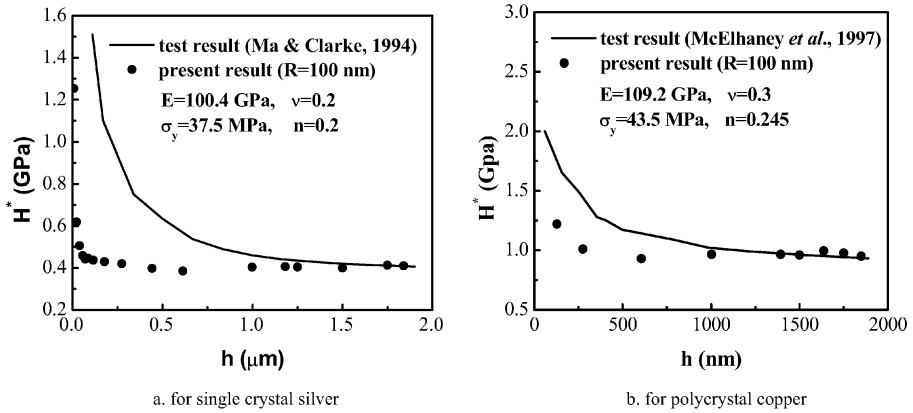 test result (Ma & Clarke, 1994)
present result (R=100 nm)
E=100.4 GPa, ν=0.2
σy=37.5 MPa, n=0.2
1.6
1.4
1.2
1.0
0.8
0.6
0.4
0.2
H* (GPa)
0.0 0.5 1.0 1.5 2.0
h (μm)
a. for single crystal silver
test result (McElhaney et al., 1997)
present result (R=100 nm)
E=109.2 GPa, ν=0.3
σy=43.5 MPa, n=0.245
3.0
2.5
2.0
1.5
1.0
0.5
H* (Gpa)
0 500 1000 1500 2000
h (nm)
b. for polycrystal copper